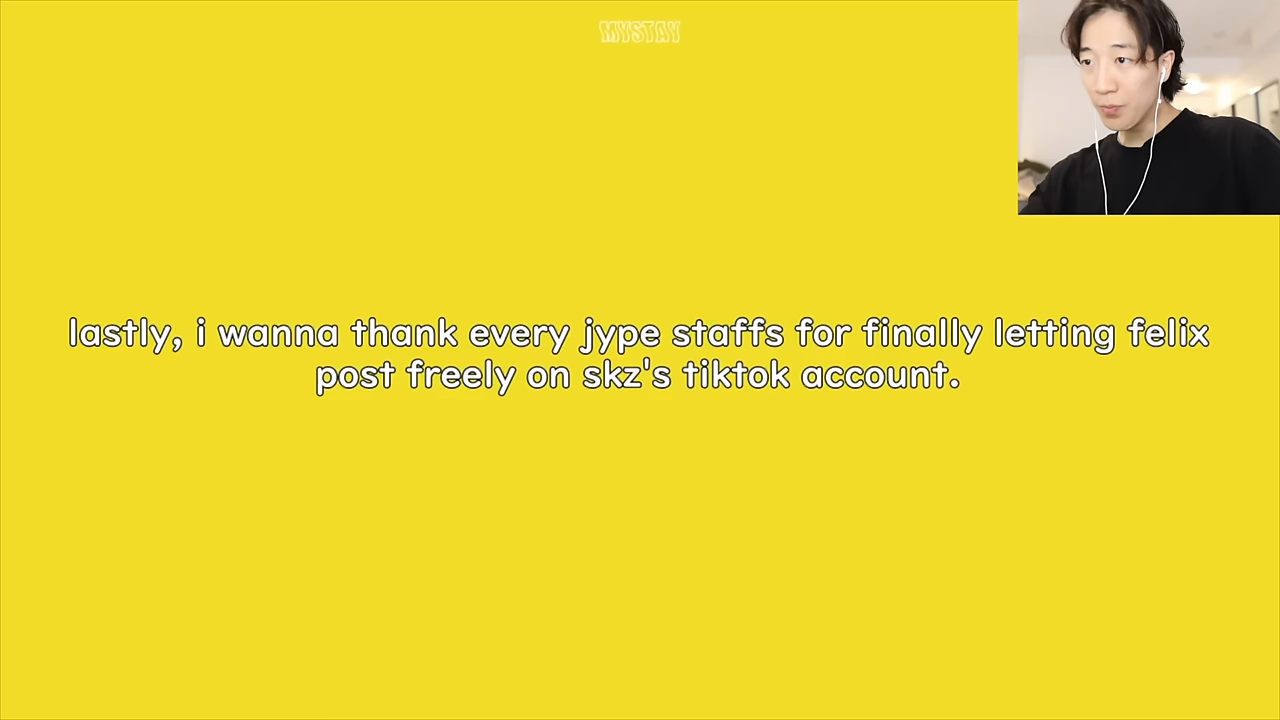 MYSTAY
lastly, i wanna thank every jype staffs for finally letting felix
post freely on skz's tiktok account.